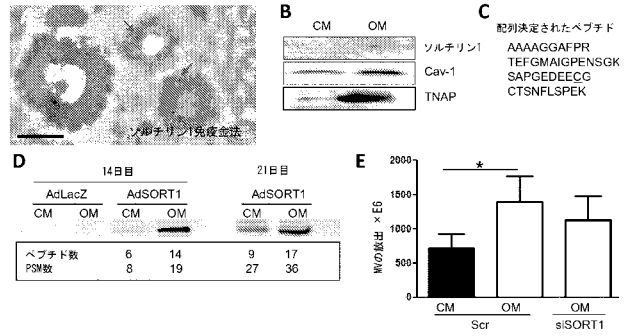 A
ソルチリン1免疫金法
B
CM OM
ソルチリン1
Cav-1
TNAP
C
配列決定されたペプチド
AAAAGGAFPR
TEFGMAIGPENSGK
SAPGEDEECG
CTSNFLSPEK
D
14日目 21日目
AdLacZ AdSORT1 AdSORT1
CM OM CM OM CM OM
ペプチド数 6 14 9 17
PSM数 8 19 27 36
E
*
MVの放出 × E6
2000
1500
1000
500
0
CM OM OM
Scr siSORT1